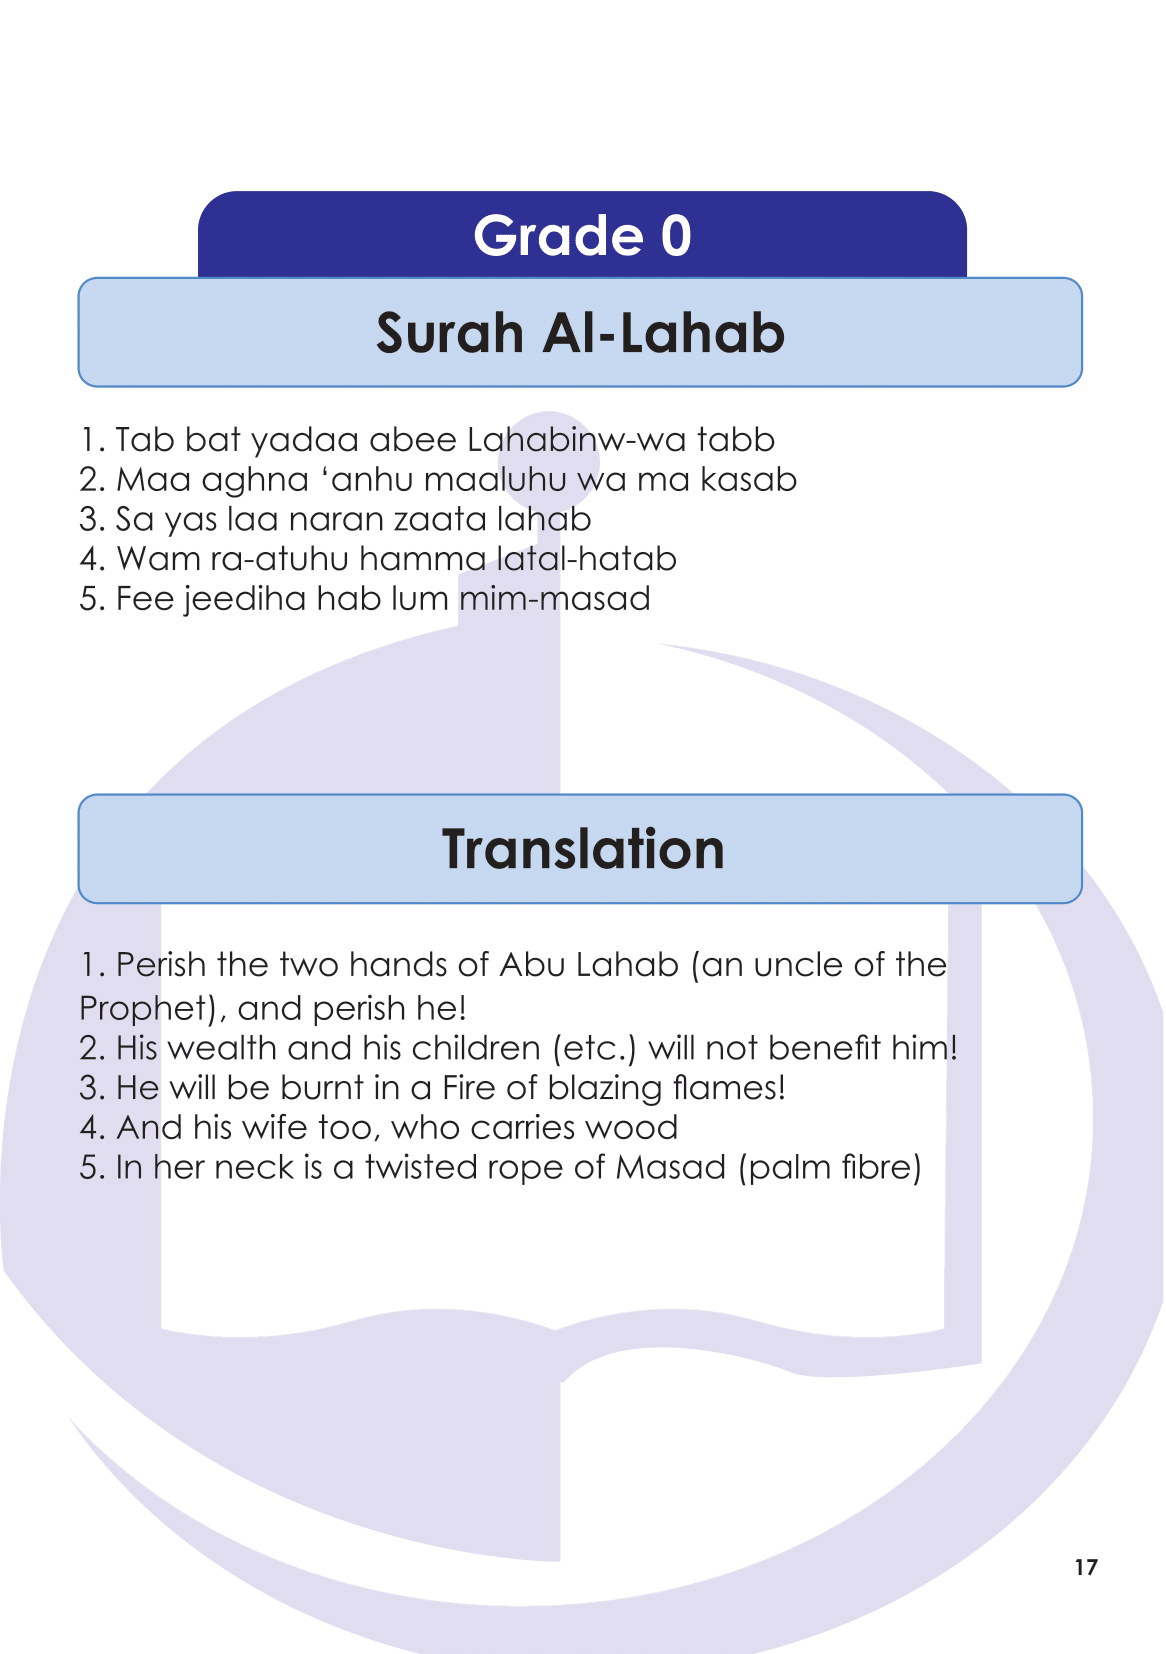 Grade 0
Surah Al-Lahab
1. Tab bat yadaa abee Lahabinw-wa tabb
2. Maa aghna ‘anhu maaluhu wa ma kasab
3. Sa yas laa naran zaata lahab
4. Wam ra-atuhu hamma latal-hatab
5. Fee jeediha hab lum mim-masad
Translation
1. Perish the two hands of Abu Lahab (an uncle of the
Prophet), and perish he!
2. His wealth and his children (etc.) will not benefit him!
3. He will be burnt in a Fire of blazing flames!
4. And his wife too, who carries wood
5. In her neck is a twisted rope of Masad (palm fibre)
17